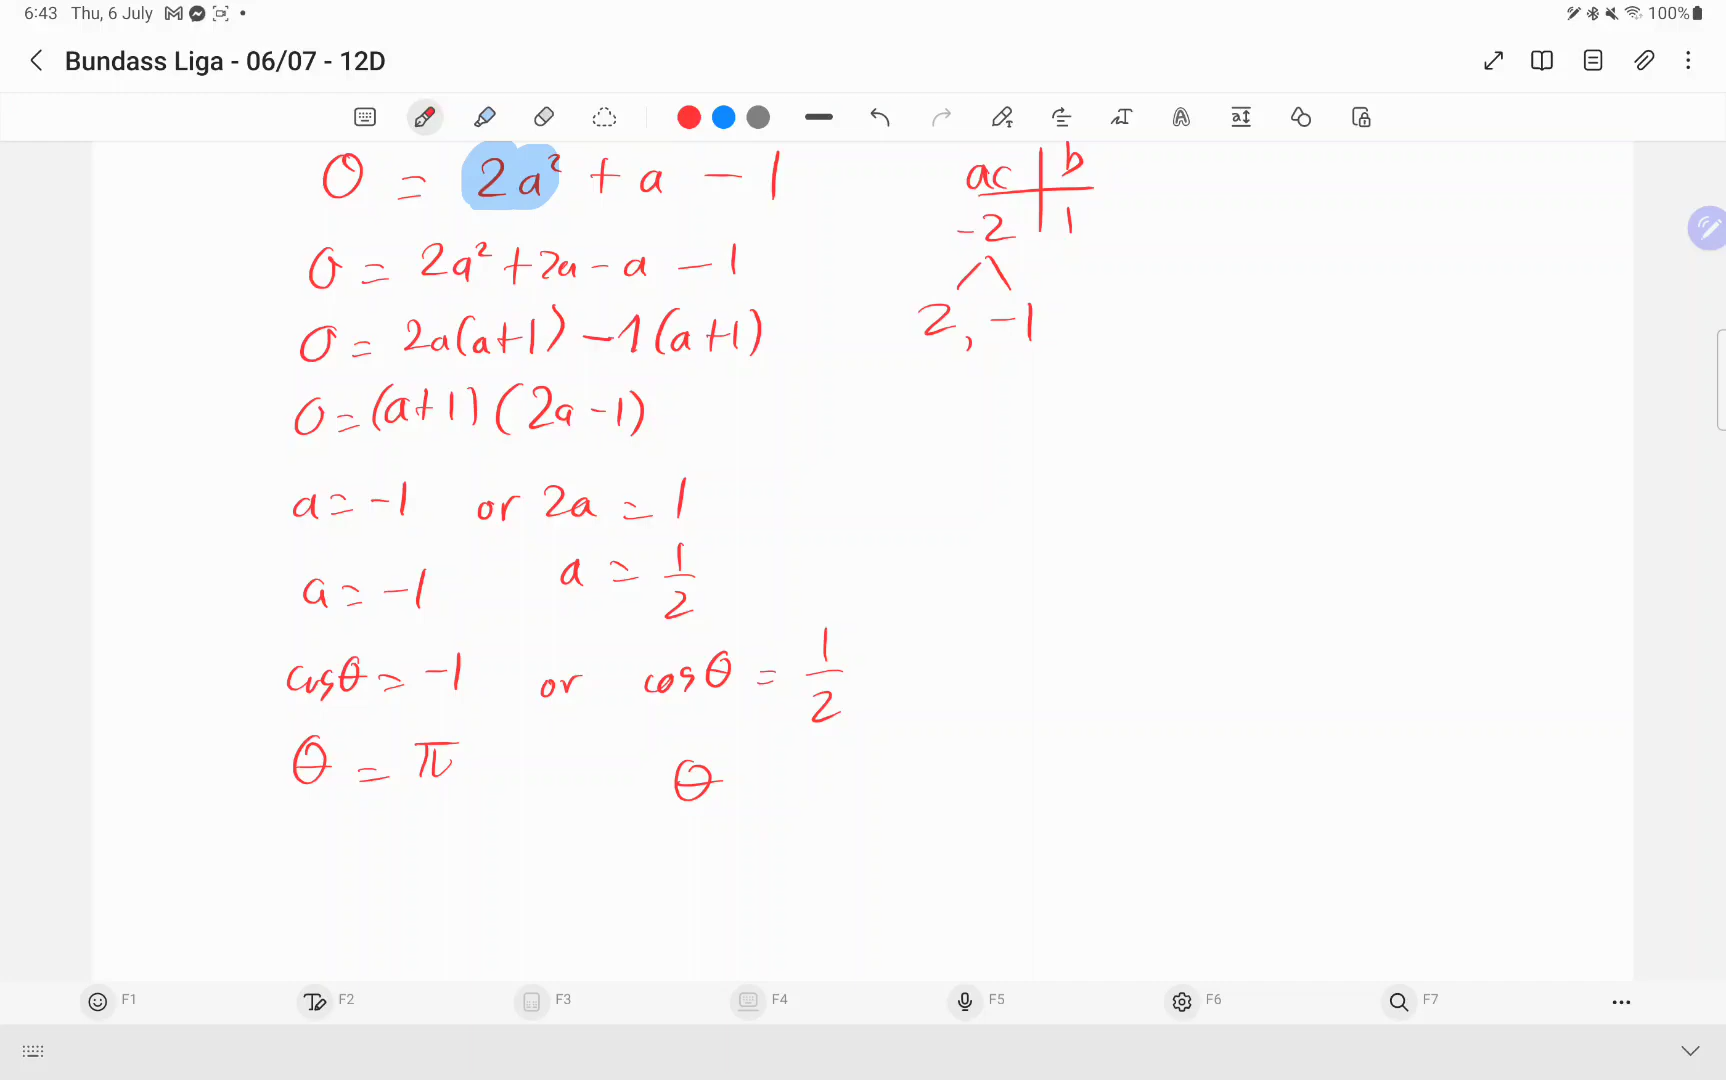 6:43 Thu, 6 July 100%
Bundass Liga - 06/07 - 12D
0 = 2a² + a - 1
ac | b
-2 | 1
0 = 2a² + 2a - a - 1
2, -1
0 = 2a(a+1) - 1(a+1)
0 = (a+1)(2a-1)
a = -1 or 2a = 1
a = -1 a = 1/2
cosθ = -1 or cosθ = 1/2
θ = π θ
F1 F2 F3 F4 F5 F6 F7